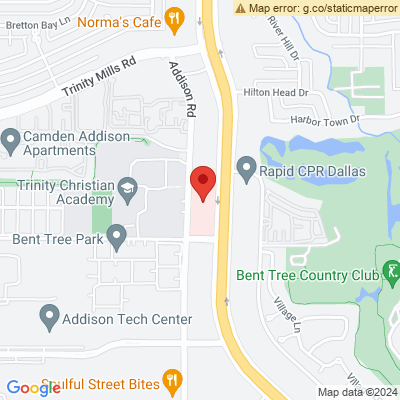 Map error: g.co/staticmaperror
Bretton Bay Ln
Norma's Cafe
River Hill Dr
Trinity Mills Rd
Addison Rd
Hilton Head Dr
Harbor Town Dr
Camden Addison
Apartments
Rapid CPR Dallas
Trinity Christian
Academy
Bent Tree Park
Bent Tree Country Club
Village Ln
Addison Tech Center
Soulful Street Bites
Google
Map data ©2024